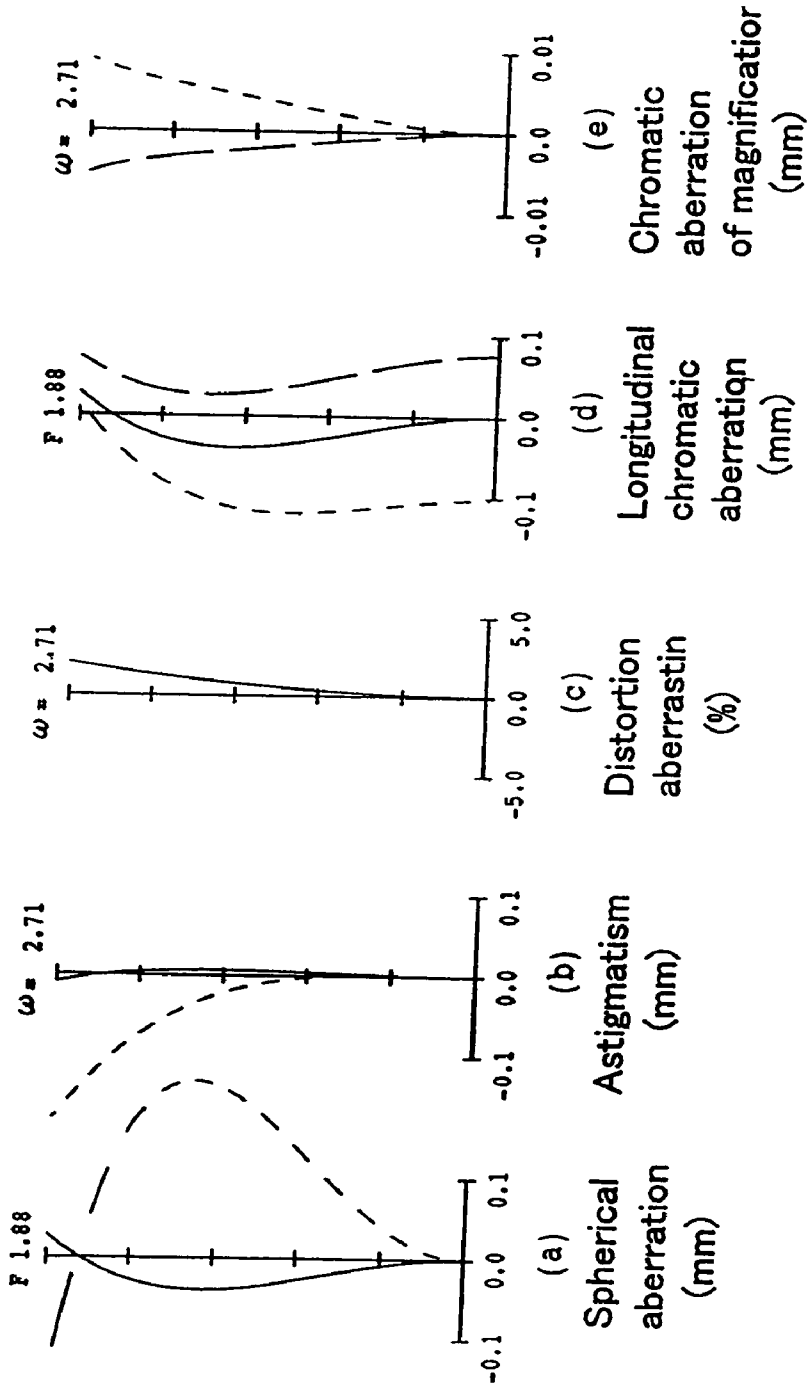 F 1.88
-0.1
0.0
0.1
(a)
Spherical
aberration
(mm)
ω= 2.71
-0.1
0.0
0.1
(b)
Astigmatism
(mm)
ω= 2.71
-5.0
0.0
5.0
(c)
Distortion
aberrastin
(%)
F 1.88
-0.1
0.0
0.1
(d)
Longitudinal
chromatic
aberration
(mm)
ω= 2.71
-0.01
0.0
0.01
(e)
Chromatic
aberration
of magnification
(mm)